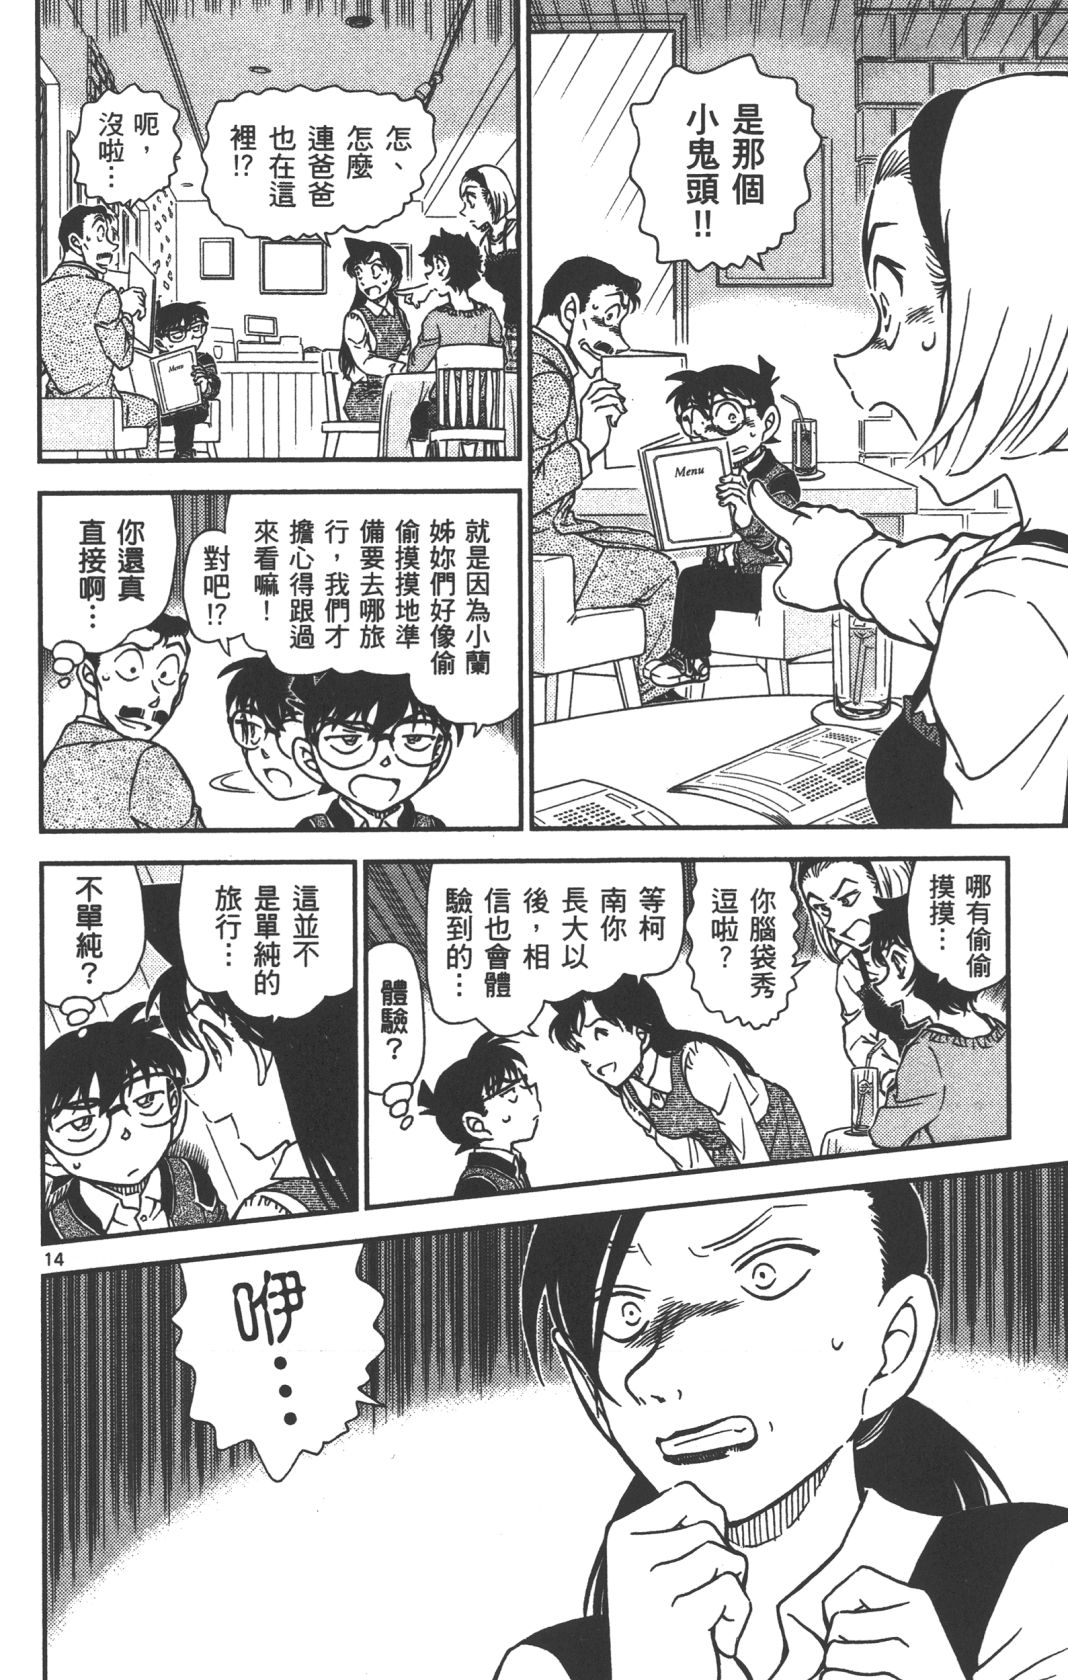 是那個
小鬼頭!!
Menu
怎、
怎麼
連爸爸
也在這
裡!?
呃，
沒啦…
Menu
就是因為小蘭
姊妳們好像偷
偷摸摸地準
備要去哪旅
行，我們才
擔心得跟過
來看嘛！
對吧!?
你還真
直接啊…
哪有偷偷
摸摸…
你腦袋秀
逗啦？
等柯
南你
長大以
後，相
信也會體
驗到的…
體驗？
這並不
是單純的
旅行…
不單純？
咿…
14